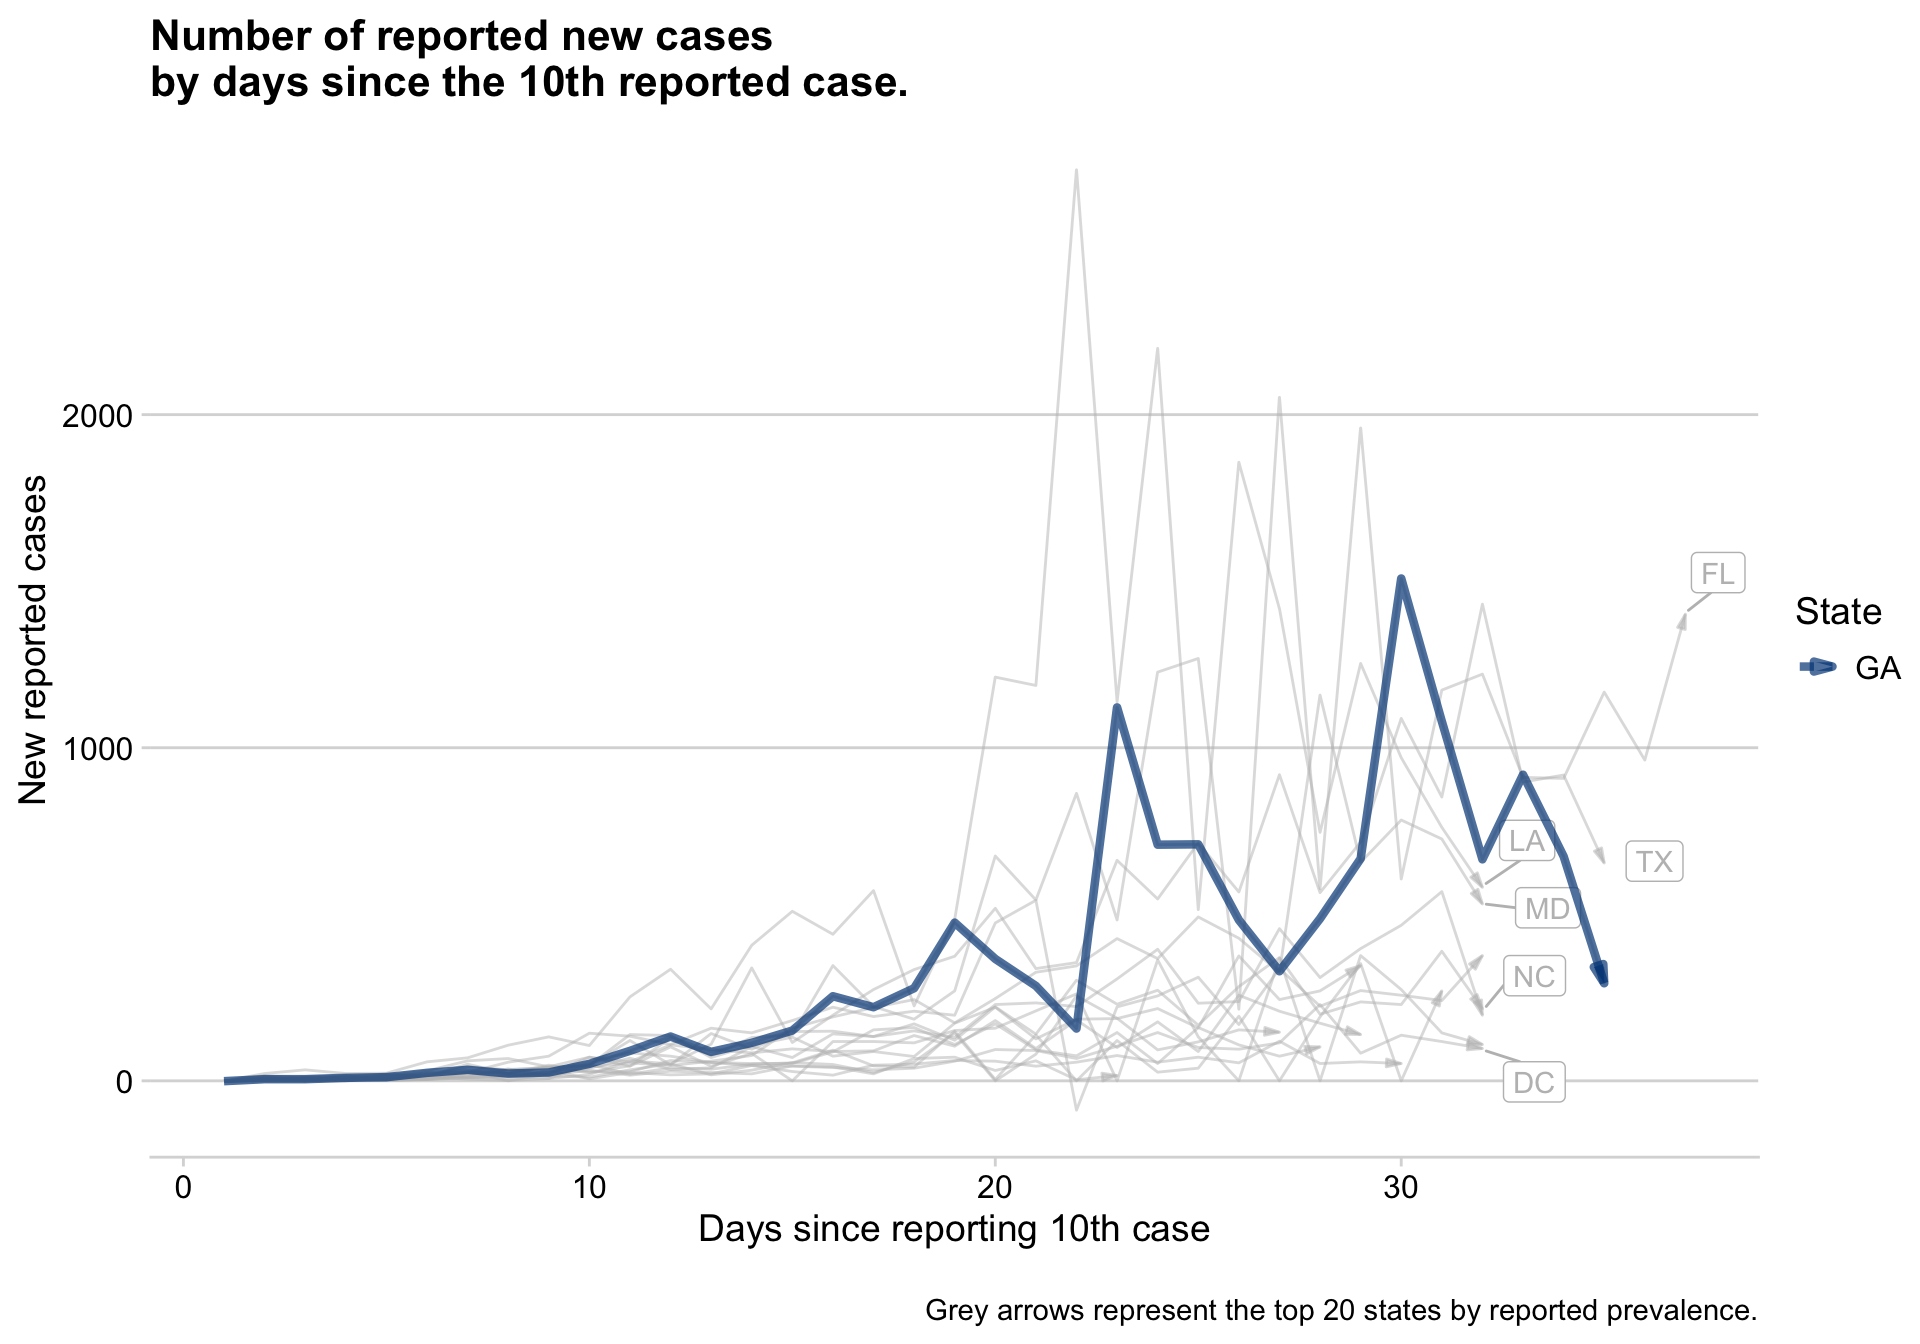 Number of reported new cases
by days since the 10th reported case.
New reported cases
2000
1000
0
FL
LA
TX
MD
NC
DC
State
GA
0 10 20 30
Days since reporting 10th case
Grey arrows represent the top 20 states by reported prevalence.